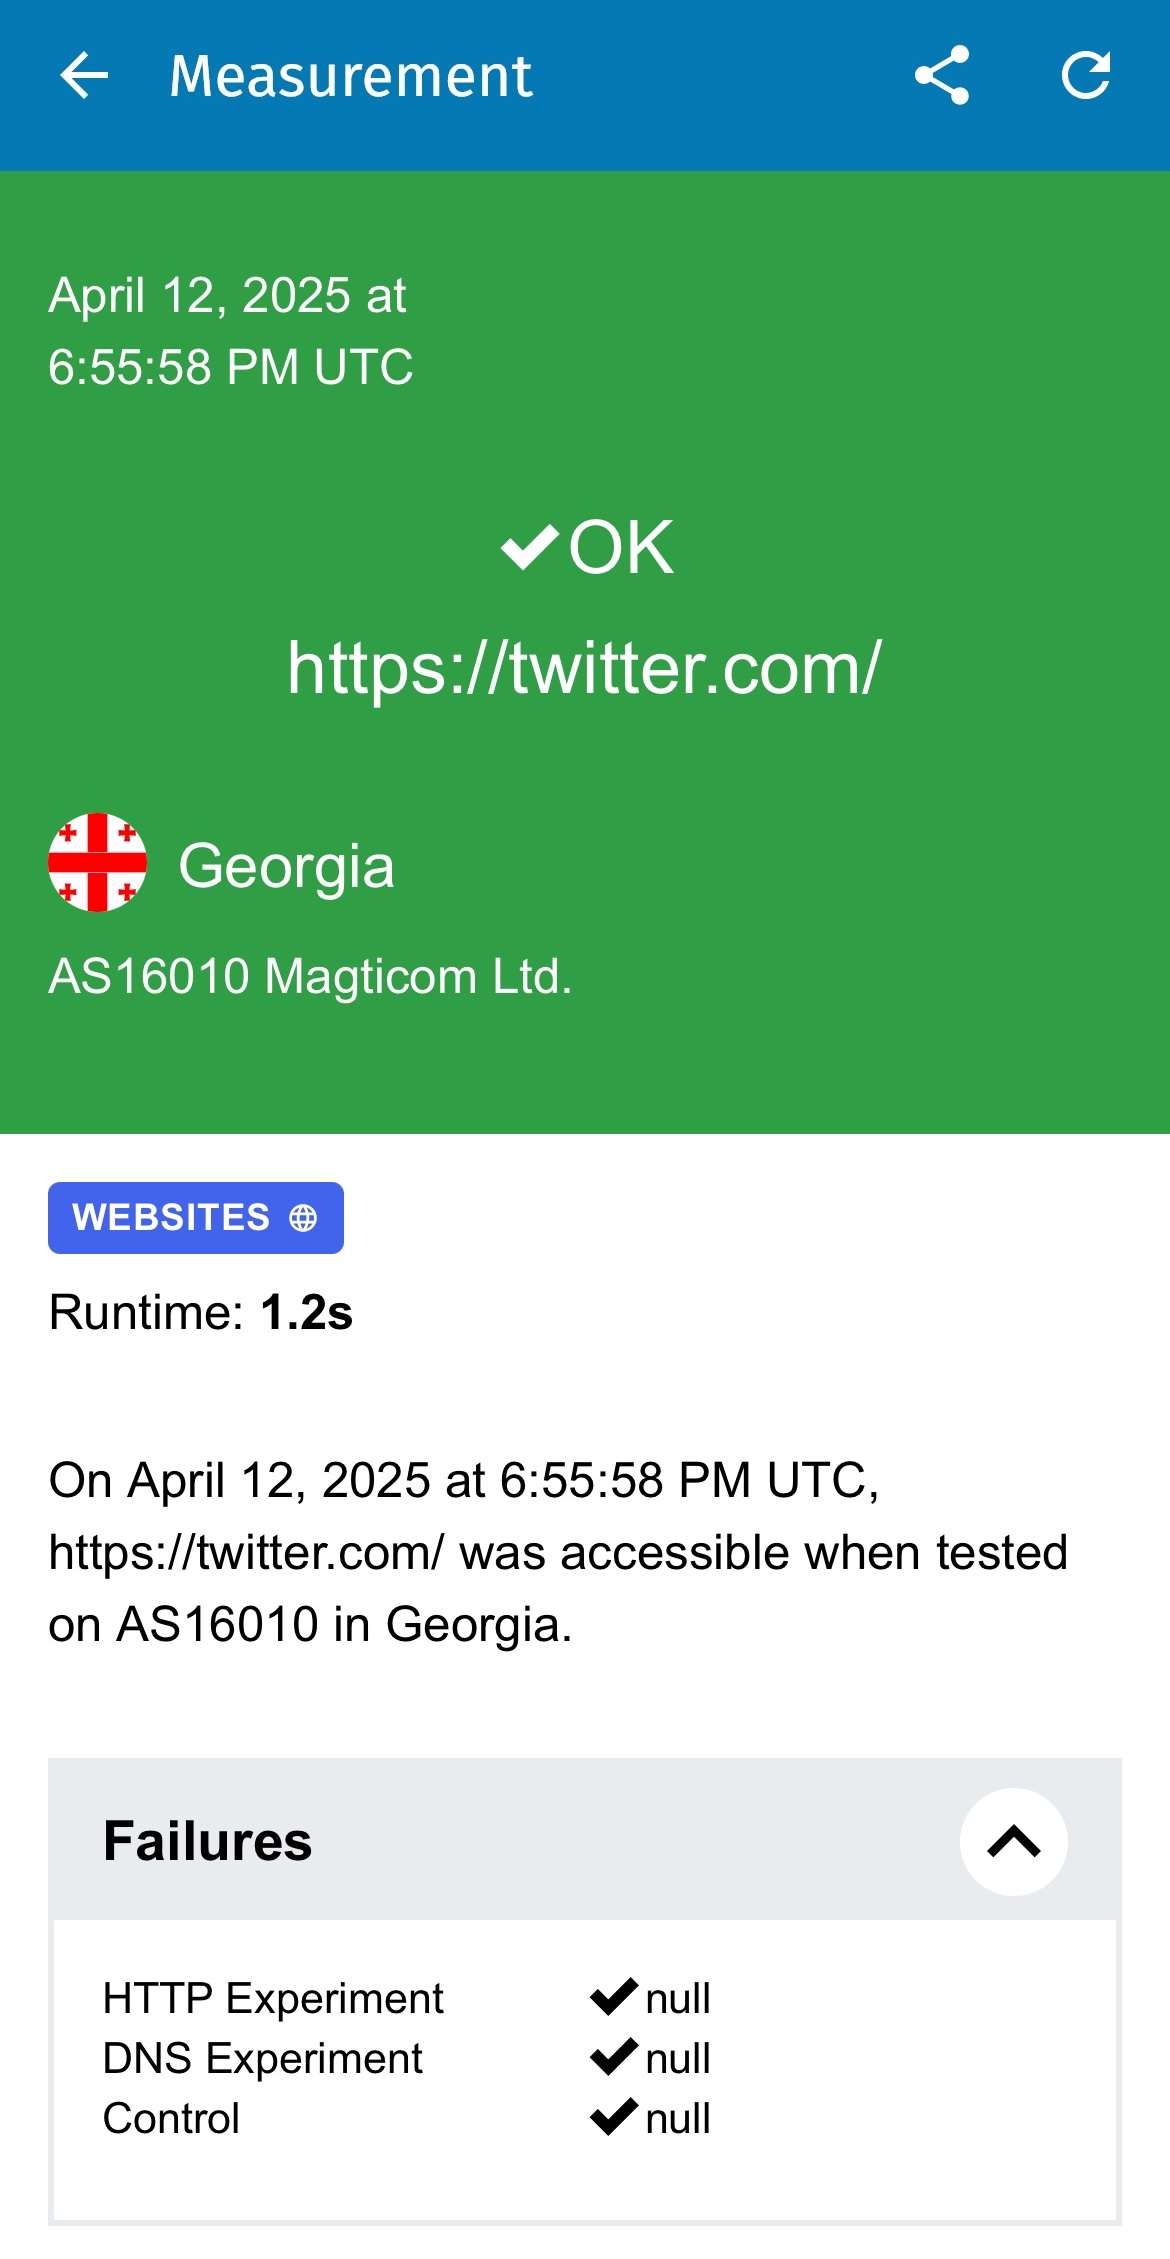 Measurement
April 12, 2025 at
6:55:58 PM UTC
OK
https://twitter.com/
Georgia
AS16010 Magticom Ltd.
WEBSITES
Runtime: 1.2s
On April 12, 2025 at 6:55:58 PM UTC,
https://twitter.com/ was accessible when tested
on AS16010 in Georgia.
Failures
HTTP Experiment null
DNS Experiment null
Control null